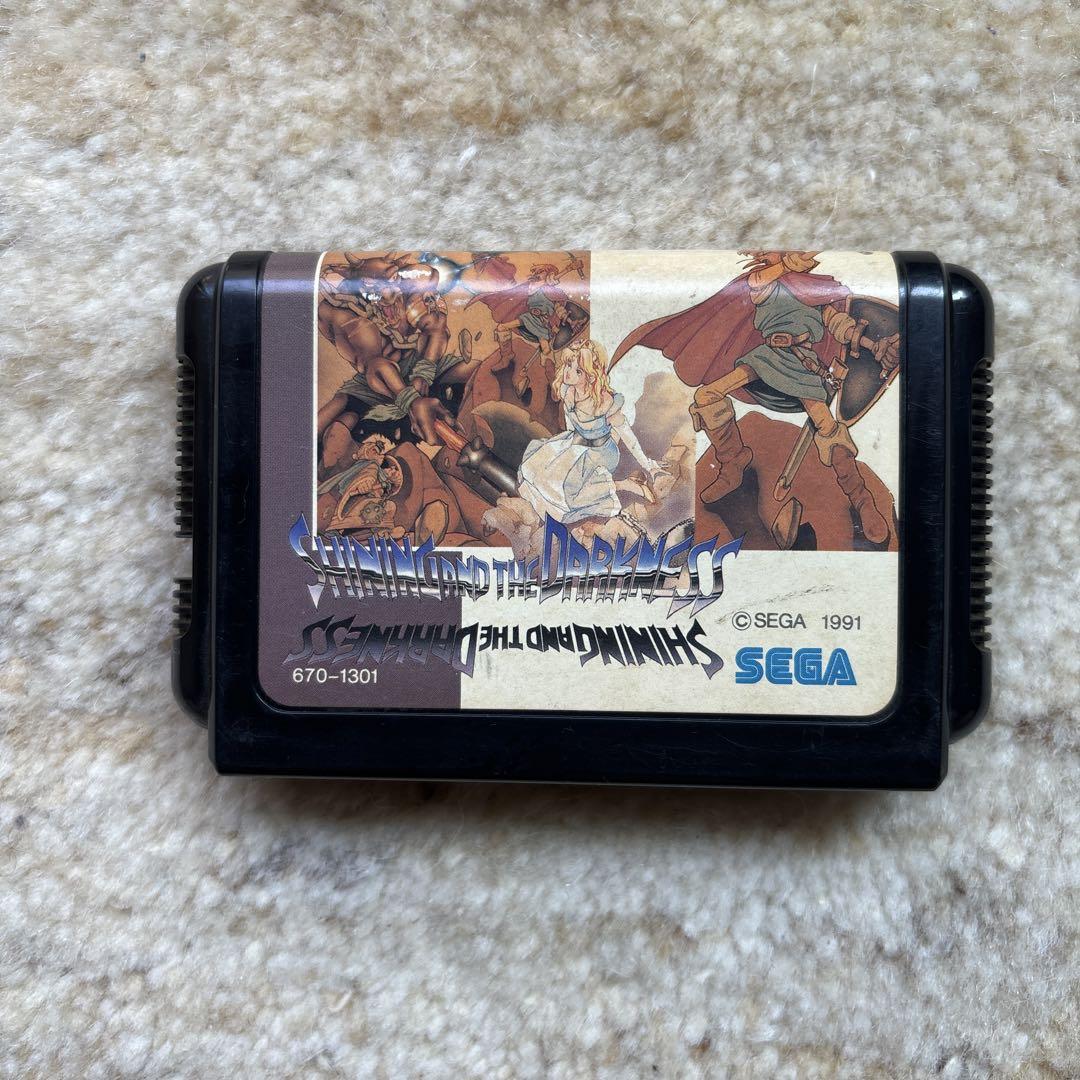 SHINING AND THE DARKNESS
SHINING AND THE DARKNESS
©SEGA 1991
SEGA
670-1301